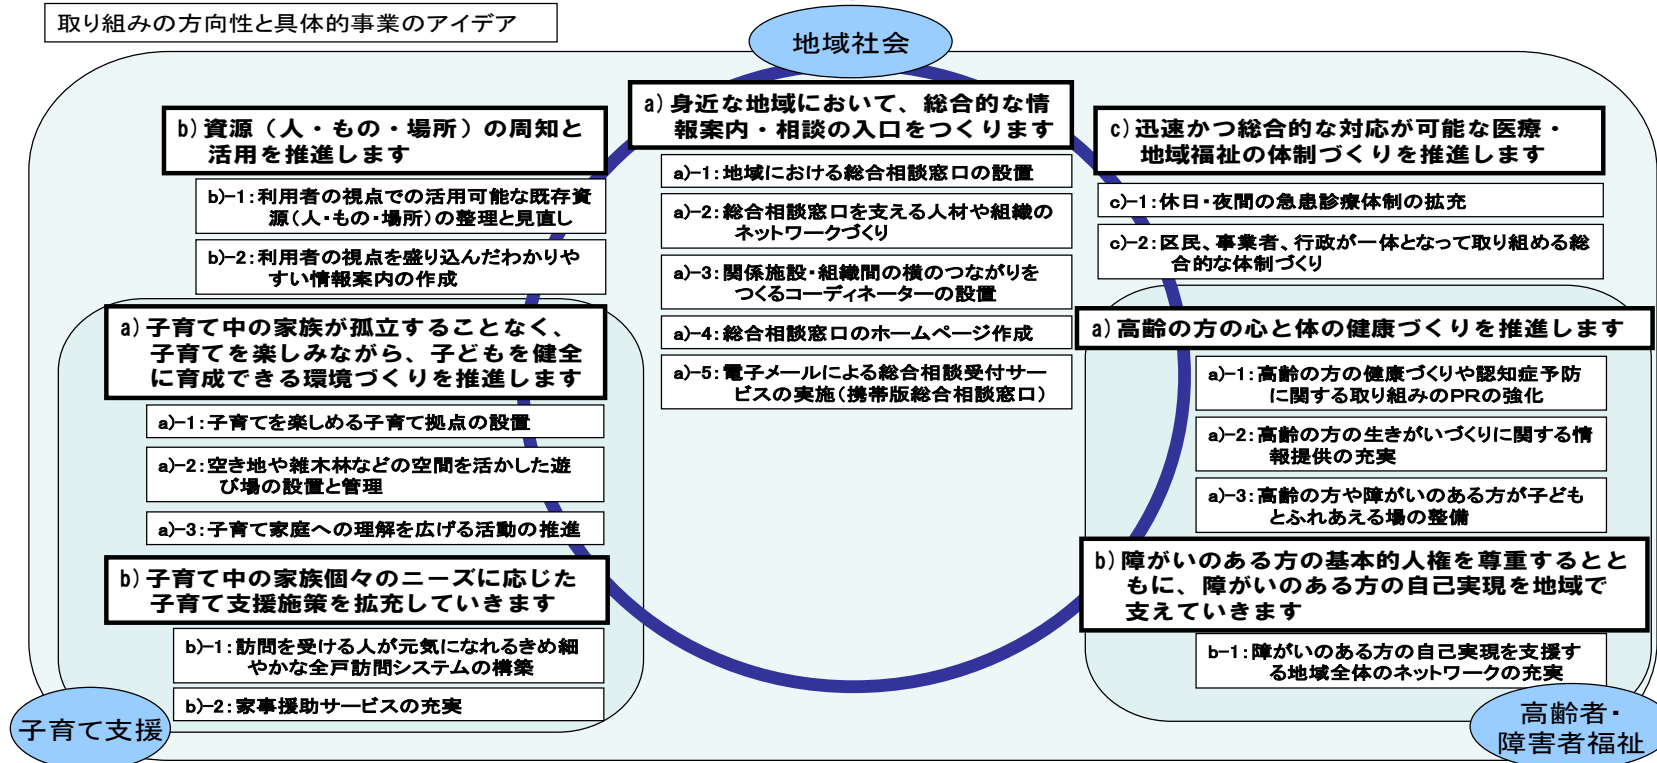 取り組みの方向性と具体的事業のアイデア
地域社会
a)身近な地域において、総合的な情
報案内・相談の入口をつくります
a)-1:地域における総合相談窓口の設置
a)-2:総合相談窓口を支える人材や組織の
ネットワークづくり
a)-3:関係施設・組織間の横のつながりを
つくるコーディネーターの設置
a)-4:総合相談窓口のホームページ作成
a)-5:電子メールによる総合相談受付サー
ビスの実施(携帯版総合相談窓口)
b)資源(人・もの・場所)の周知と
活用を推進します
b)-1:利用者の視点での活用可能な既存資
源(人・もの・場所)の整理と見直し
b)-2:利用者の視点を盛り込んだわかりや
すい情報案内の作成
c)迅速かつ総合的な対応が可能な医療・
地域福祉の体制づくりを推進します
c)-1:休日・夜間の急患診療体制の拡充
c)-2:区民、事業者、行政が一体となって取り組める総
合的な体制づくり
a)子育て中の家族が孤立することなく、
子育てを楽しみながら、子どもを健全
に育成できる環境づくりを推進します
a)-1:子育てを楽しめる子育て拠点の設置
a)-2:空き地や雑木林などの空間を活かした遊
び場の設置と管理
a)-3:子育て家庭への理解を広げる活動の推進
b)子育て中の家族個々のニーズに応じた
子育て支援施策を拡充していきます
b)-1:訪問を受ける人が元気になれるきめ細
やかな全戸訪問システムの構築
b)-2:家事援助サービスの充実
子育て支援
a)高齢の方の心と体の健康づくりを推進します
a)-1:高齢の方の健康づくりや認知症予防
に関する取り組みのPRの強化
a)-2:高齢の方の生きがいづくりに関する情
報提供の充実
a)-3:高齢の方や障がいのある方が子ども
とふれあえる場の整備
b)障がいのある方の基本的人権を尊重するとと
もに、障がいのある方の自己実現を地域で
支えていきます
b-1:障がいのある方の自己実現を支援す
る地域全体のネットワークの充実
高齢者・
障害者福祉